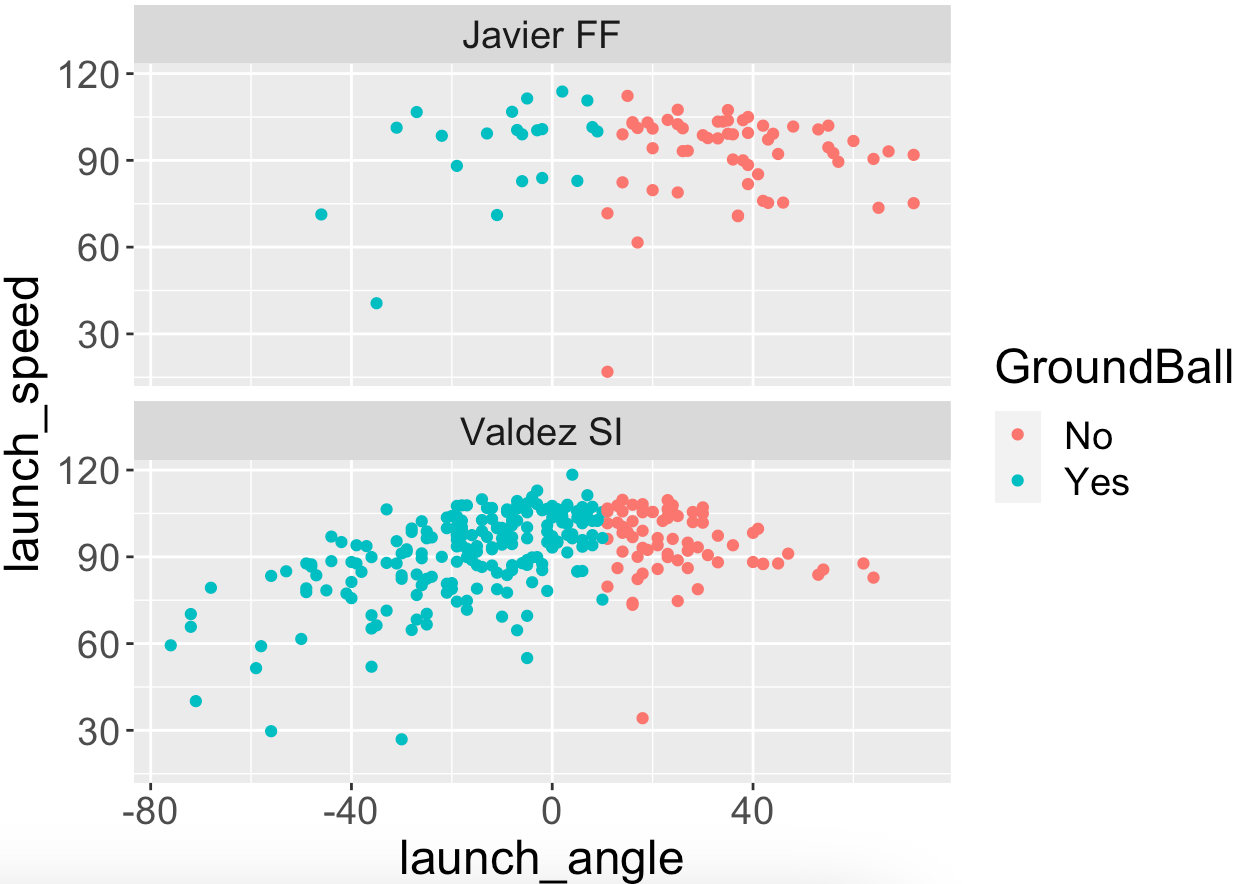 Javier FF
120
90
60
30
Valdez SI
120
90
60
30
-80 -40 0 40
launch_angle
launch_speed
GroundBall
No
Yes